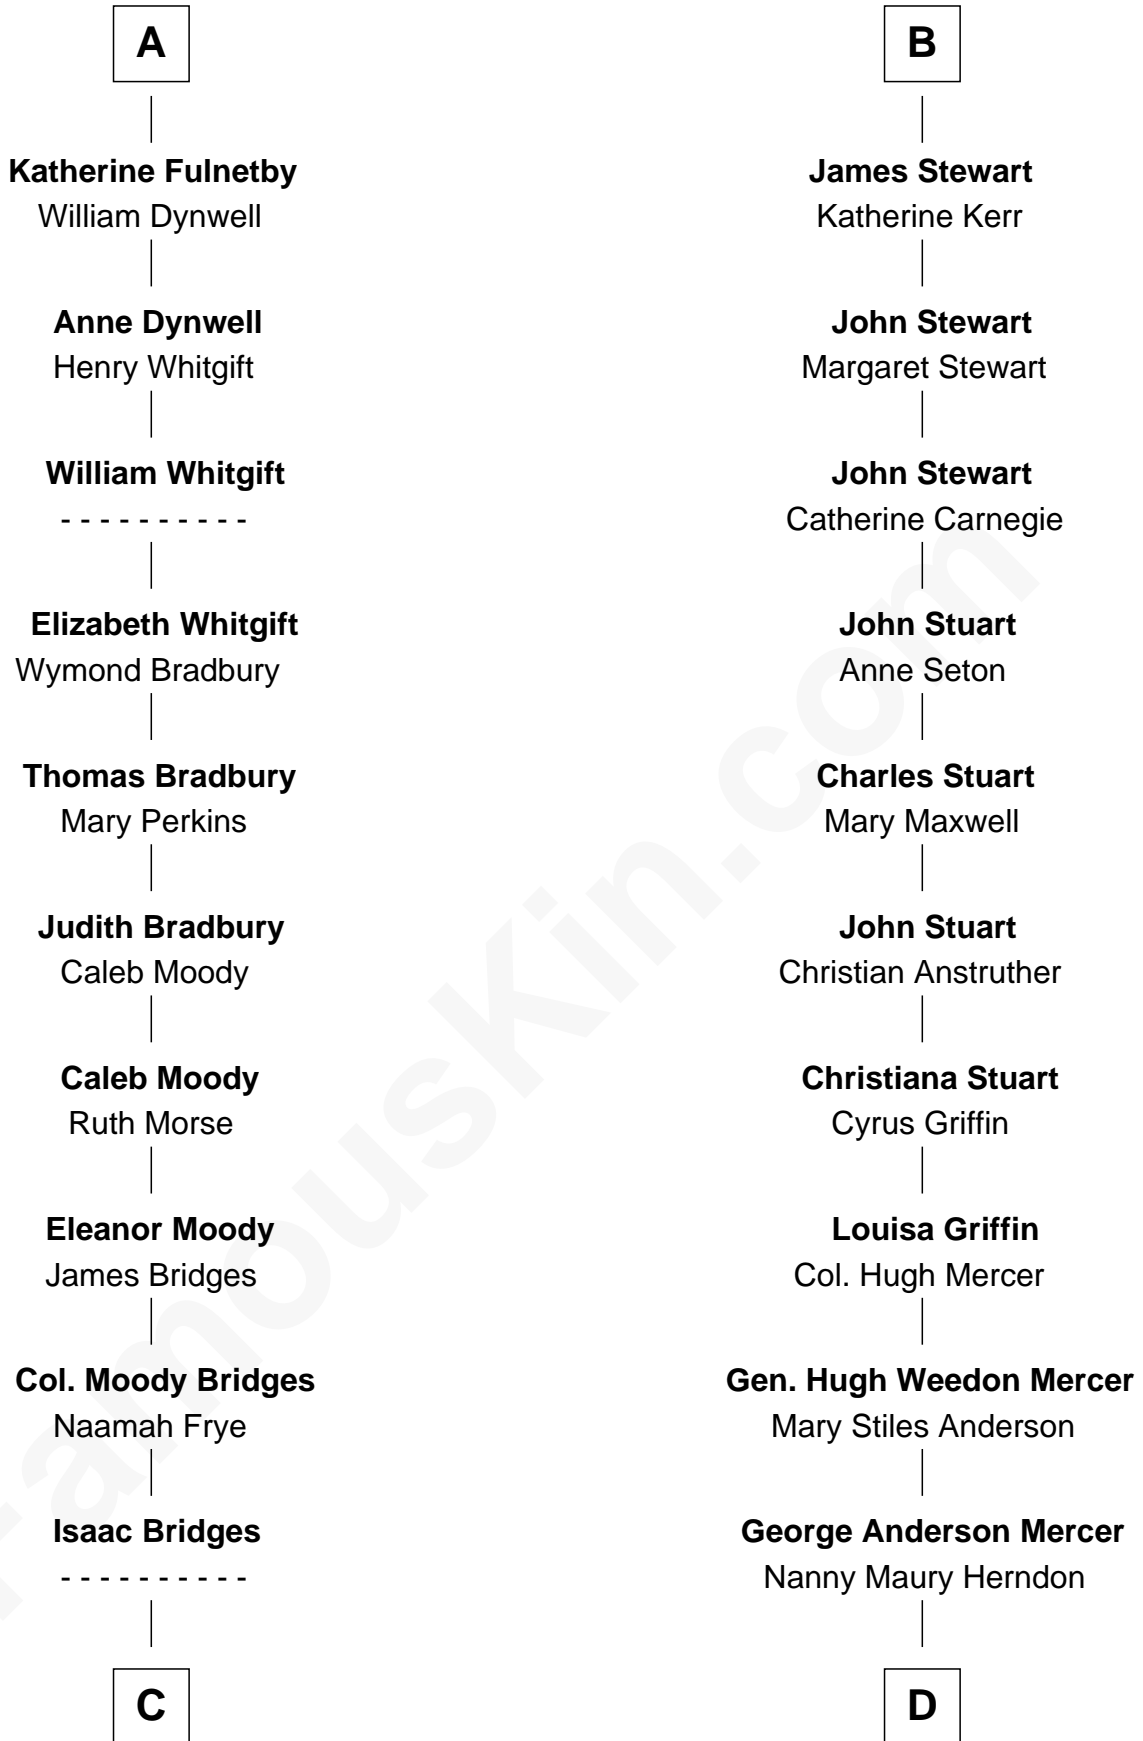 A
Katherine Fulnetby
William Dynwell
Anne Dynwell
Henry Whitgift
William Whitgift
- - - - - - - - - -
Elizabeth Whitgift
Wymond Bradbury
Thomas Bradbury
Mary Perkins
Judith Bradbury
Caleb Moody
Caleb Moody
Ruth Morse
Eleanor Moody
James Bridges
Col. Moody Bridges
Naamah Frye
Isaac Bridges
- - - - - - - - - -
C
B
James Stewart
Katherine Kerr
John Stewart
Margaret Stewart
John Stewart
Catherine Carnegie
John Stuart
Anne Seton
Charles Stuart
Mary Maxwell
John Stuart
Christian Anstruther
Christiana Stuart
Cyrus Griffin
Louisa Griffin
Col. Hugh Mercer
Gen. Hugh Weedon Mercer
Mary Stiles Anderson
George Anderson Mercer
Nanny Maury Herndon
D
FamousKin.com